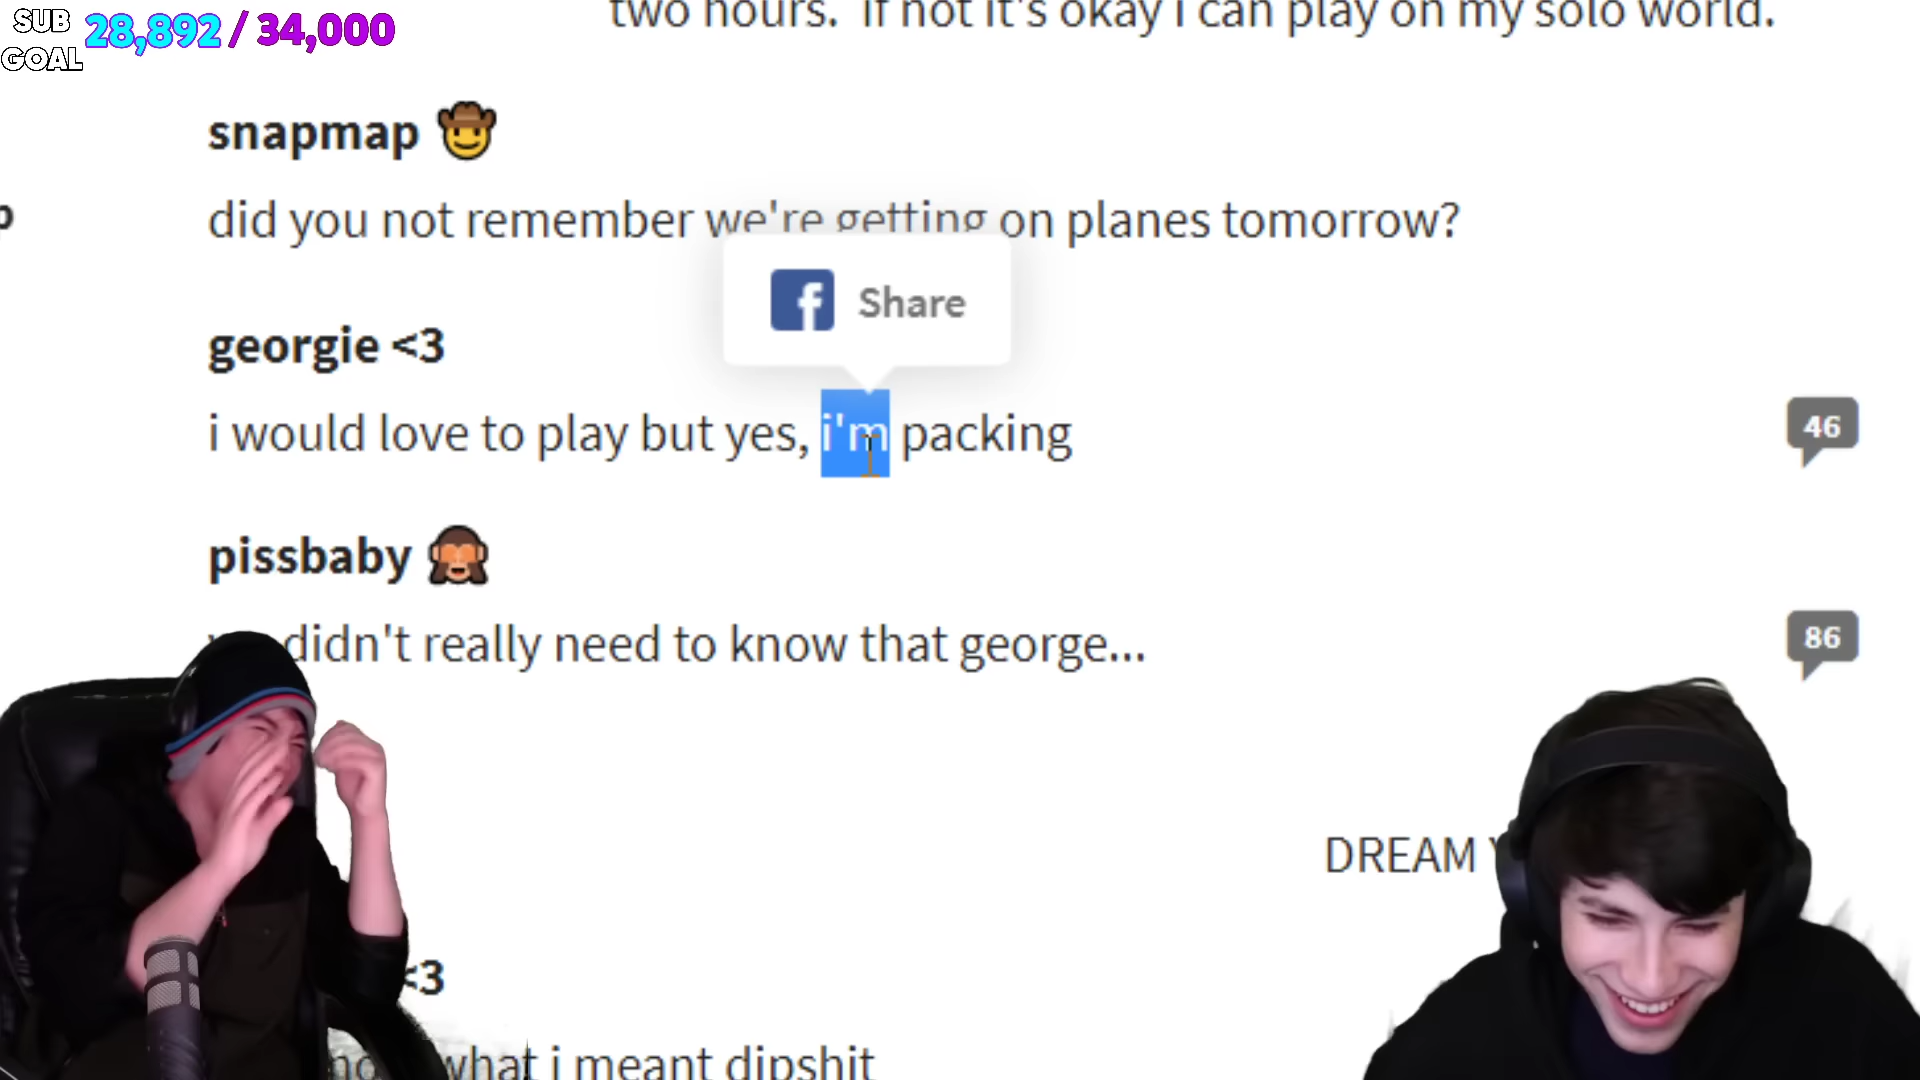 SUB
GOAL 28,892 / 34,000
two hours. if not it's okay i can play on my solo world.
snapmap
did you not remember we're getting on planes tomorrow?
Share
georgie <3
i would love to play but yes, i'm packing
46
pissbaby
didn't really need to know that george...
86
DREAM
<3
what i meant dipshit